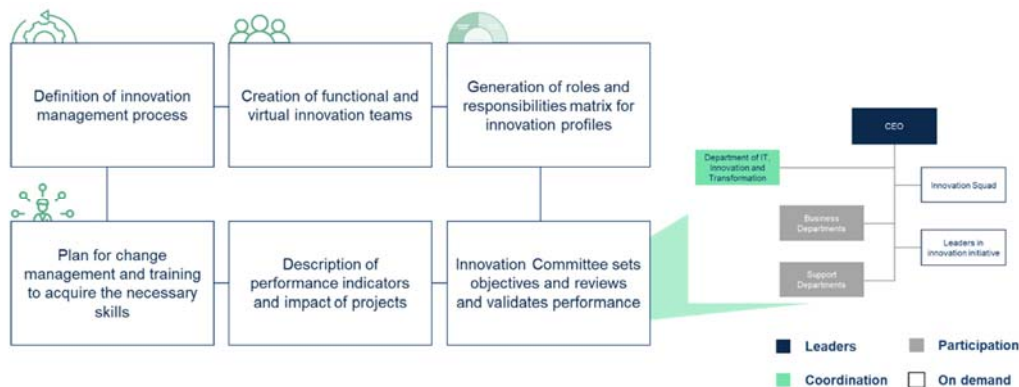 Definition of innovation
management process
Creation of functional and
virtual innovation teams
Generation of roles and
responsibilities matrix for
innovation profiles
Plan for change
management and training
to acquire the necessary
skills
Description of
performance indicators
and impact of projects
Innovation Committee sets
objectives and reviews
and validates performance
CEO
Department of IT,
Innovation and
Transformation
Innovation Squad
Business
Departments
Leaders in
innovation initiative
Support
Departments
Leaders
Participation
Coordination
On demand